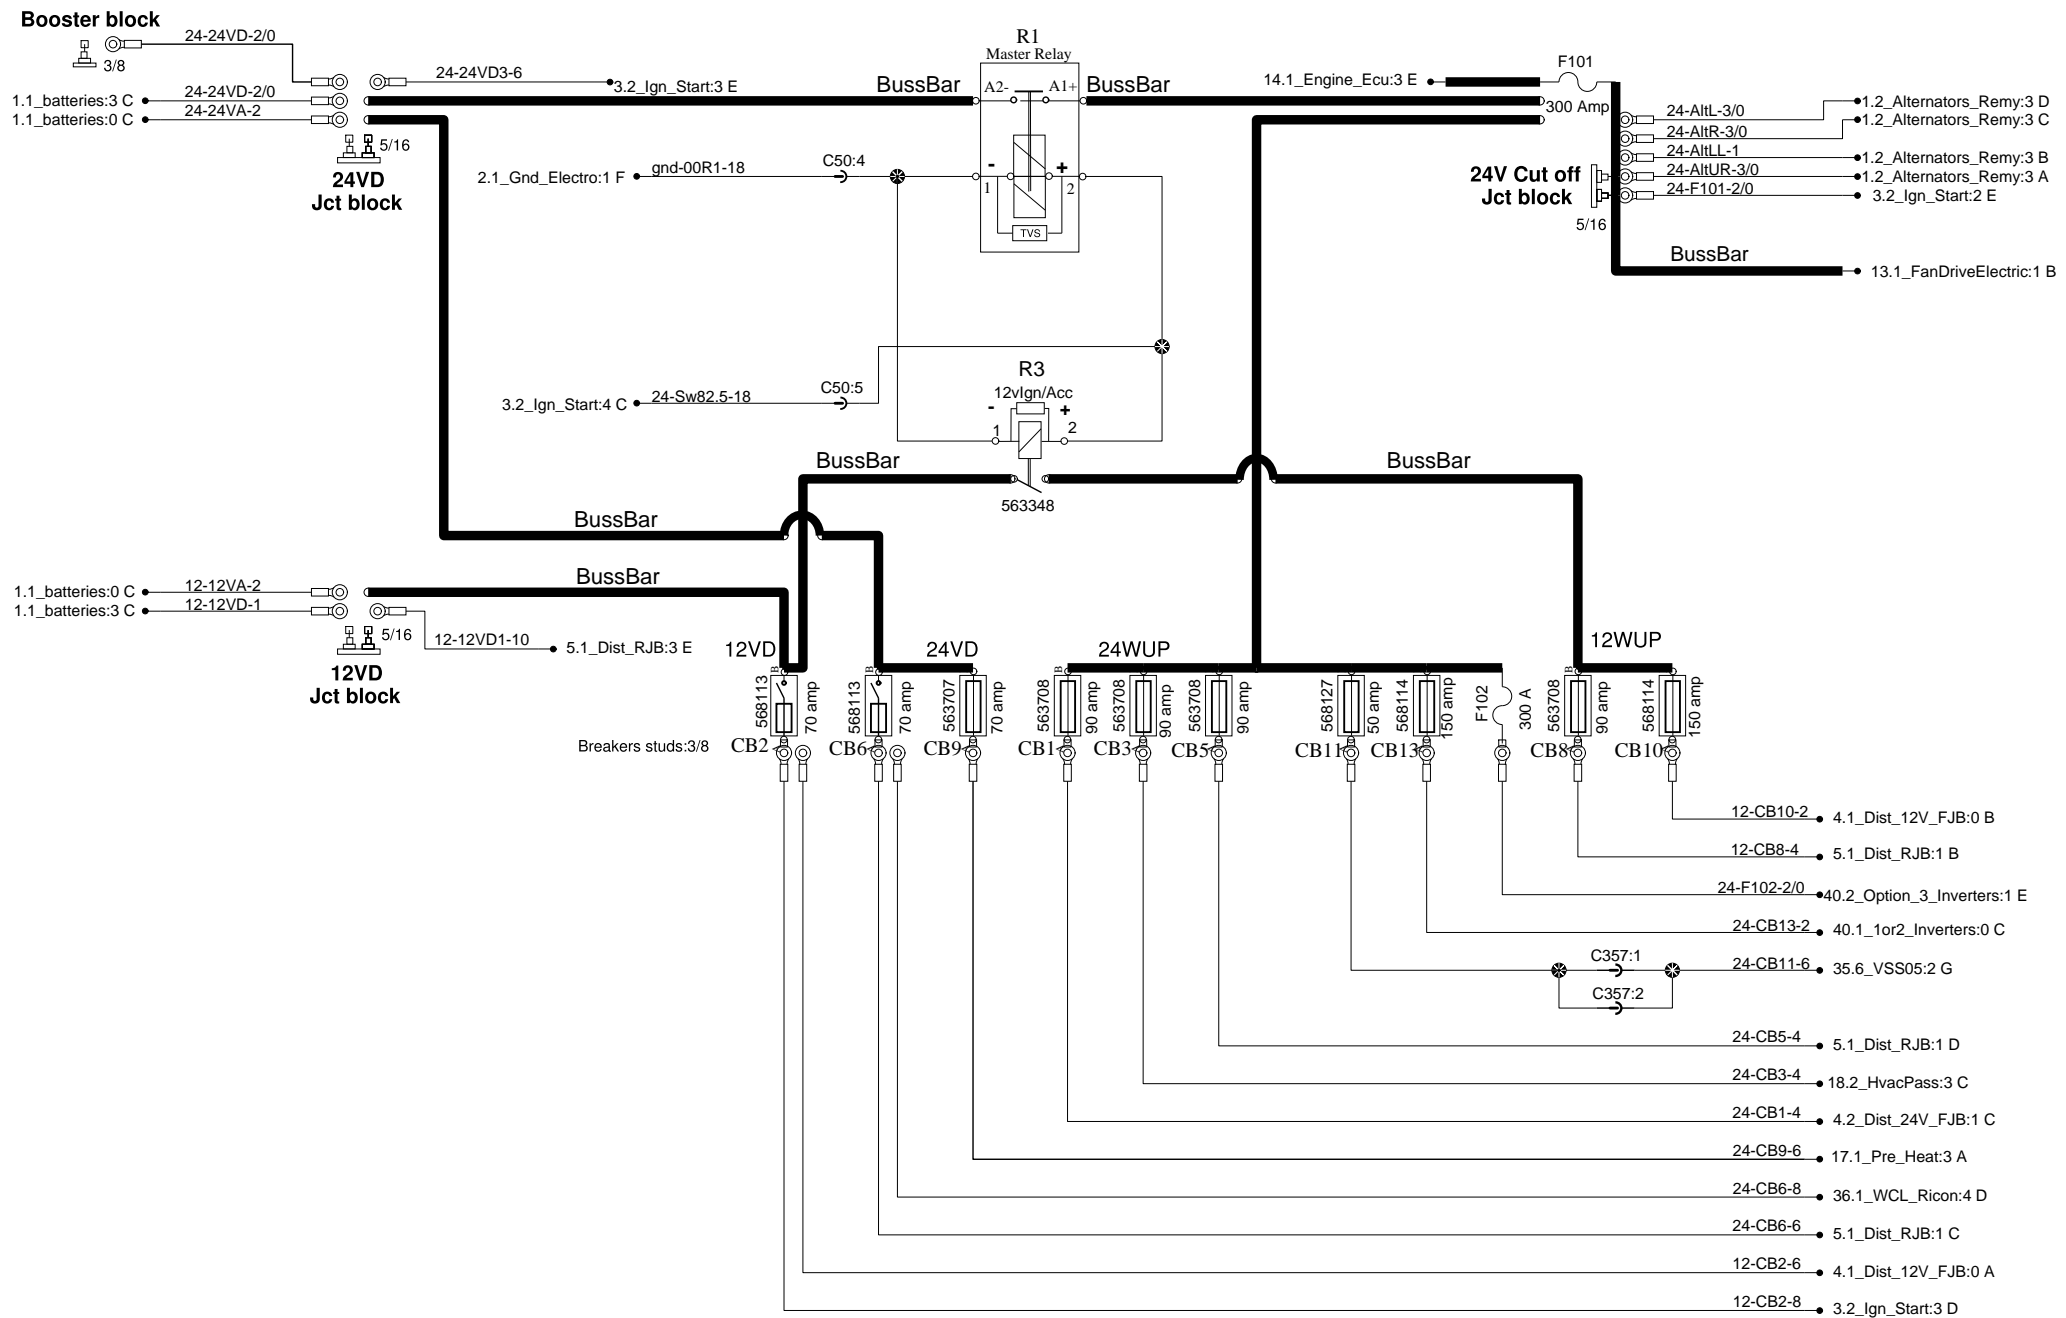 Booster block
24-24VD-2/0
3/8
24-24VD3-6
3.2_Ign_Start:3 E
1.1_batteries:3 C
24-24VD-2/0
1.1_batteries:0 C
24-24VA-2
5/16
24VD
Jct block
BussBar
R1
Master Relay
A2-
A1+
BussBar
-
+
1
2
TVS
2.1_Gnd_Electro:1 F
gnd-00R1-18
C50:4
14.1_Engine_Ecu:3 E
F101
300 Amp
24-AltL-3/0
1.2_Alternators_Remy:3 D
24-AltR-3/0
1.2_Alternators_Remy:3 C
24-AltLL-1
1.2_Alternators_Remy:3 B
24-AltUR-3/0
1.2_Alternators_Remy:3 A
24-F101-2/0
3.2_Ign_Start:2 E
24V Cut off
Jct block
5/16
BussBar
13.1_FanDriveElectric:1 B
3.2_Ign_Start:4 C
24-Sw82.5-18
C50:5
R3
12vIgn/Acc
-
+
1
2
BussBar
BussBar
563348
BussBar
BussBar
1.1_batteries:0 C
12-12VA-2
1.1_batteries:3 C
12-12VD-1
5/16
12-12VD1-10
5.1_Dist_RJB:3 E
12VD
Jct block
12VD
24VD
24WUP
12WUP
B
568113
70 amp
B
568113
70 amp
563707
70 amp
B
563708
90 amp
563708
90 amp
563708
90 amp
568127
50 amp
568114
150 amp
F102
300 A
B
563708
90 amp
568114
150 amp
Breakers studs:3/8
CB2
CB6
CB9
CB1
CB3
CB5
CB11
CB13
CB8
CB10
12-CB10-2
4.1_Dist_12V_FJB:0 B
12-CB8-4
5.1_Dist_RJB:1 B
24-F102-2/0
40.2_Option_3_Inverters:1 E
24-CB13-2
40.1_1or2_Inverters:0 C
C357:1
24-CB11-6
35.6_VSS05:2 G
C357:2
24-CB5-4
5.1_Dist_RJB:1 D
24-CB3-4
18.2_HvacPass:3 C
24-CB1-4
4.2_Dist_24V_FJB:1 C
24-CB9-6
17.1_Pre_Heat:3 A
24-CB6-8
36.1_WCL_Ricon:4 D
24-CB6-6
5.1_Dist_RJB:1 C
12-CB2-6
4.1_Dist_12V_FJB:0 A
12-CB2-8
3.2_Ign_Start:3 D